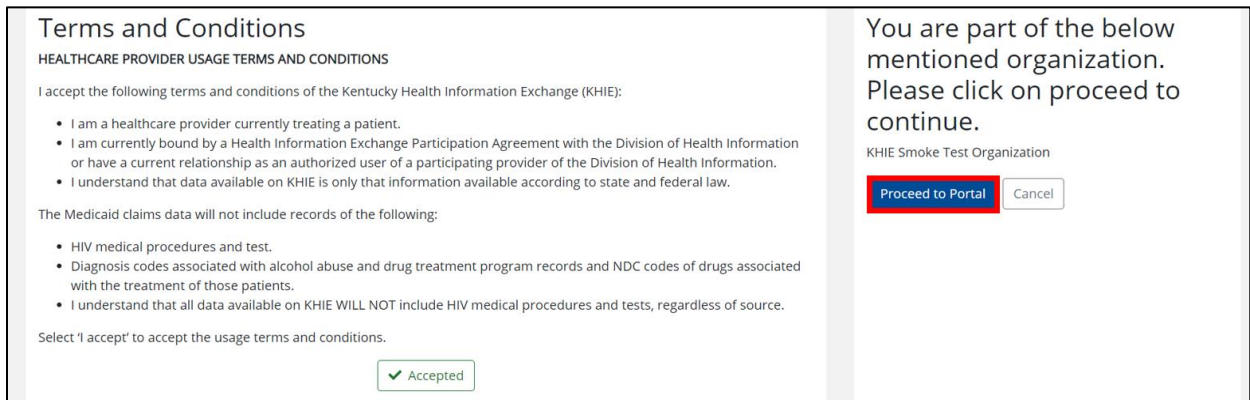 Terms and Conditions
HEALTHCARE PROVIDER USAGE TERMS AND CONDITIONS
I accept the following terms and conditions of the Kentucky Health Information Exchange (KHIE):
• I am a healthcare provider currently treating a patient.
• I am currently bound by a Health Information Exchange Participation Agreement with the Division of Health Information
or have a current relationship as an authorized user of a participating provider of the Division of Health Information.
• I understand that data available on KHIE is only that information available according to state and federal law.
The Medicaid claims data will not include records of the following:
• HIV medical procedures and test.
• Diagnosis codes associated with alcohol abuse and drug treatment program records and NDC codes of drugs associated
with the treatment of those patients.
• I understand that all data available on KHIE WILL NOT include HIV medical procedures and tests, regardless of source.
Select 'I accept' to accept the usage terms and conditions.
✔ Accepted
You are part of the below
mentioned organization.
Please click on proceed to
continue.
KHIE Smoke Test Organization
Proceed to Portal
Cancel